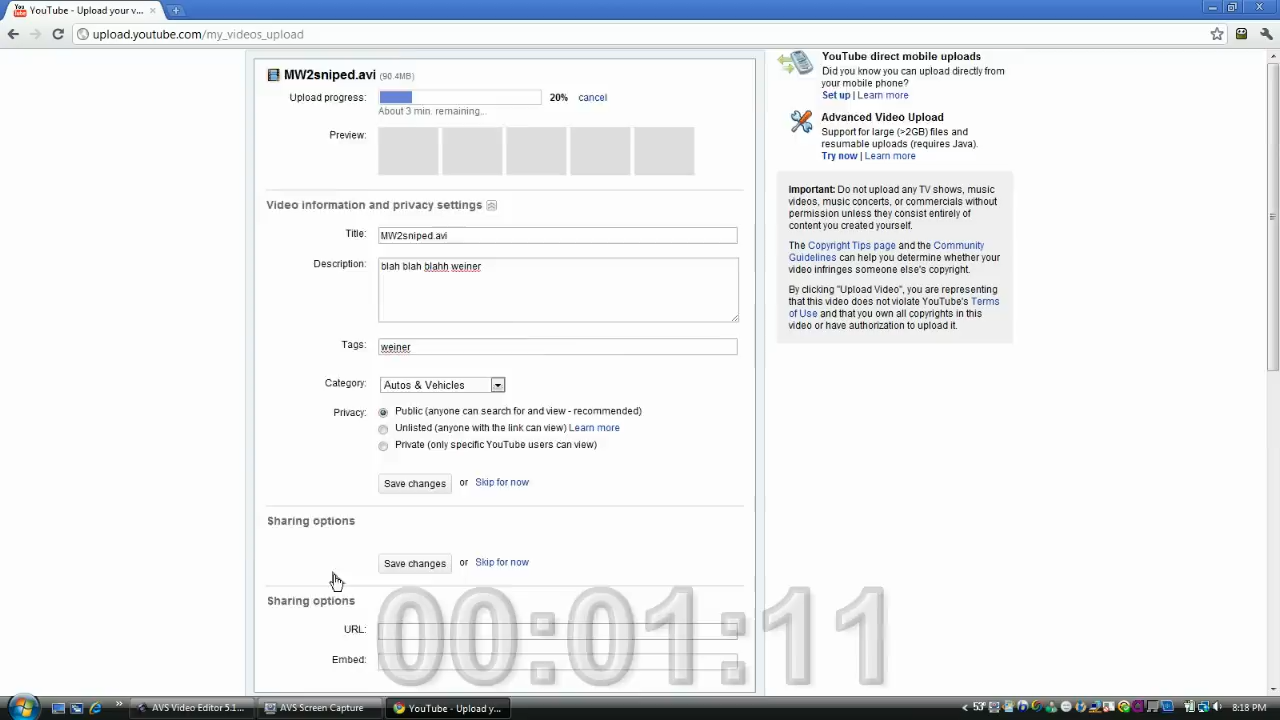 YouTube - Upload your v...
upload.youtube.com/my_videos_upload
MW2sniped.avi (90.4MB)
Upload progress: 20% cancel
About 3 min. remaining...
Preview:
Video information and privacy settings
Title: MW2sniped.avi
Description: blah blah blahh weiner
Tags: weiner
Category: Autos & Vehicles
Privacy: Public (anyone can search for and view - recommended)
Unlisted (anyone with the link can view) Learn more
Private (only specific YouTube users can view)
Save changes or Skip for now
Sharing options
Save changes or Skip for now
Sharing options
URL:
Embed:
00:01:11
YouTube direct mobile uploads
Did you know you can upload directly from
your mobile phone?
Set up | Learn more
Advanced Video Upload
Support for large (>2GB) files and
resumable uploads (requires Java).
Try now | Learn more
Important: Do not upload any TV shows, music
videos, music concerts, or commercials without
permission unless they consist entirely of
content you created yourself.
The Copyright Tips page and the Community
Guidelines can help you determine whether your
video infringes someone else's copyright.
By clicking "Upload Video", you are representing
that this video does not violate YouTube's Terms
of Use and that you own all copyrights in this
video or have authorization to upload it.
AVS Video Editor 5.1... AVS Screen Capture YouTube - Upload y... 53° 8:18 PM